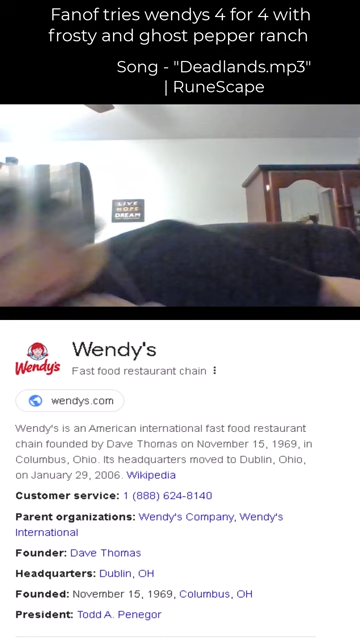 Fanof tries wendys 4 for 4 with
frosty and ghost pepper ranch
Song - "Deadlands.mp3"
| RuneScape
LIVE
HOPE
DREAM
Wendy's
Wendy's
Fast food restaurant chain
wendys.com
Wendy's is an American international fast food restaurant
chain founded by Dave Thomas on November 15, 1969, in
Columbus, Ohio. Its headquarters moved to Dublin, Ohio,
on January 29, 2006. Wikipedia
Customer service: 1 (888) 624-8140
Parent organizations: Wendy's Company, Wendy's
International
Founder: Dave Thomas
Headquarters: Dublin, OH
Founded: November 15, 1969, Columbus, OH
President: Todd A. Penegor